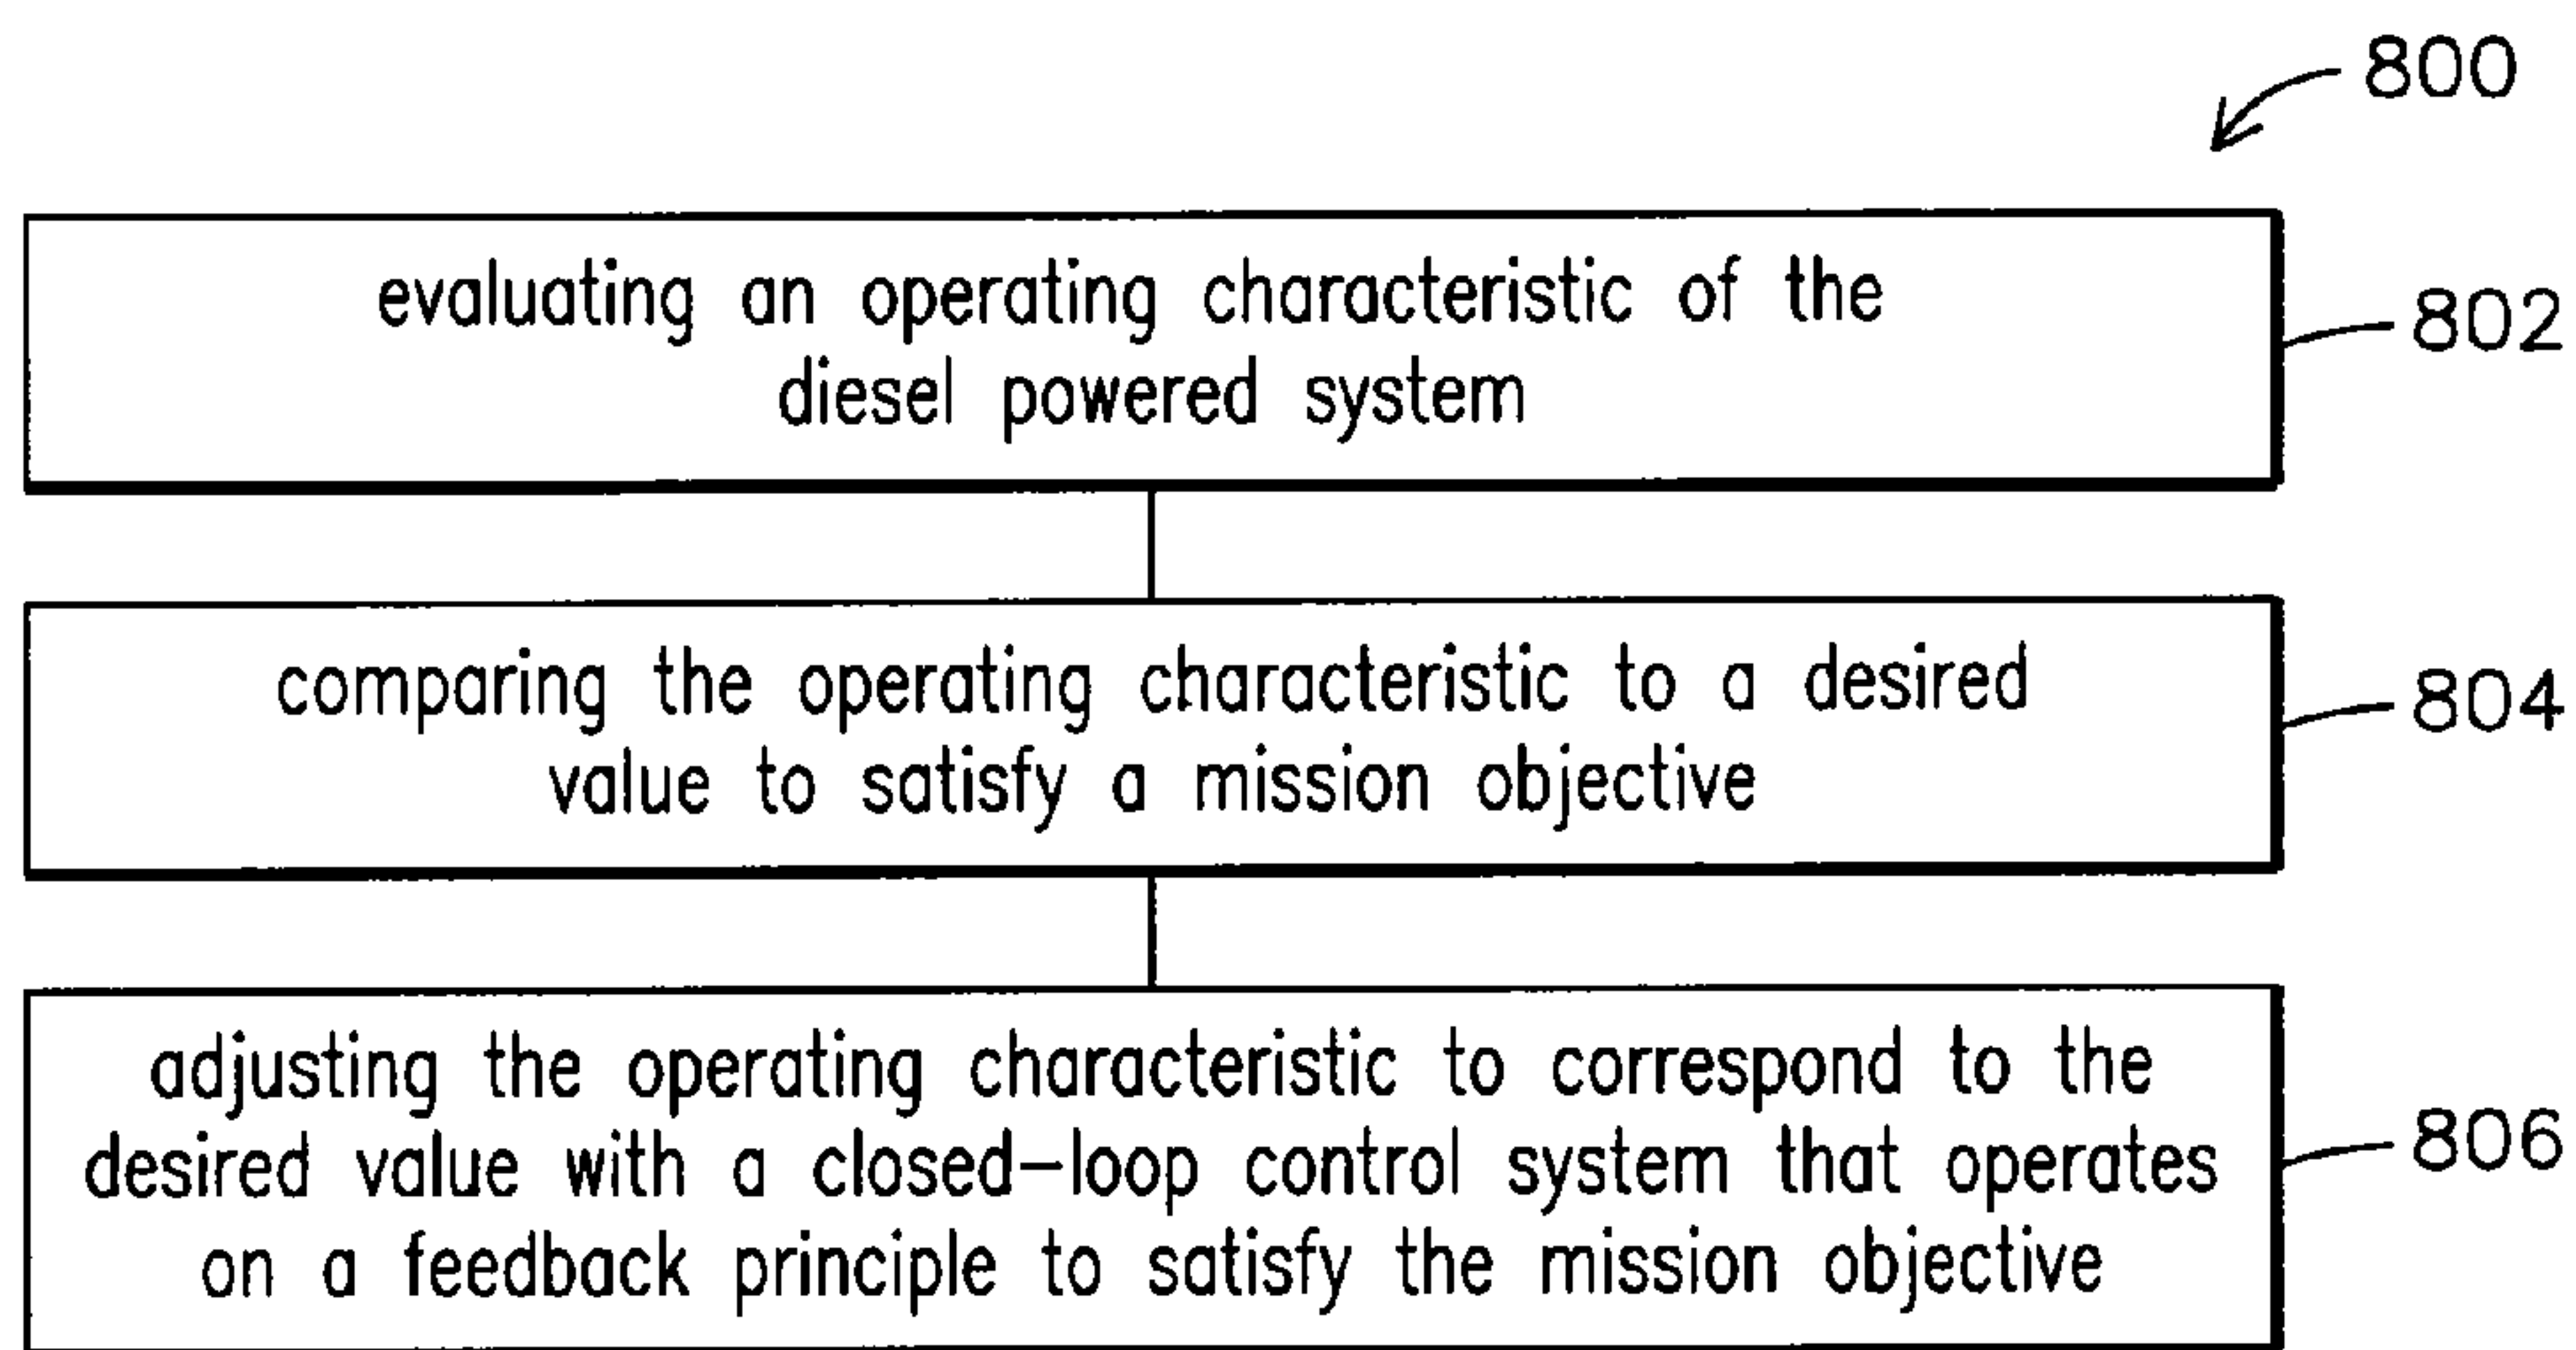 800
evaluating an operating characteristic of the
diesel powered system
802
comparing the operating characteristic to a desired
value to satisfy a mission objective
804
adjusting the operating characteristic to correspond to the
desired value with a closed-loop control system that operates
on a feedback principle to satisfy the mission objective
806